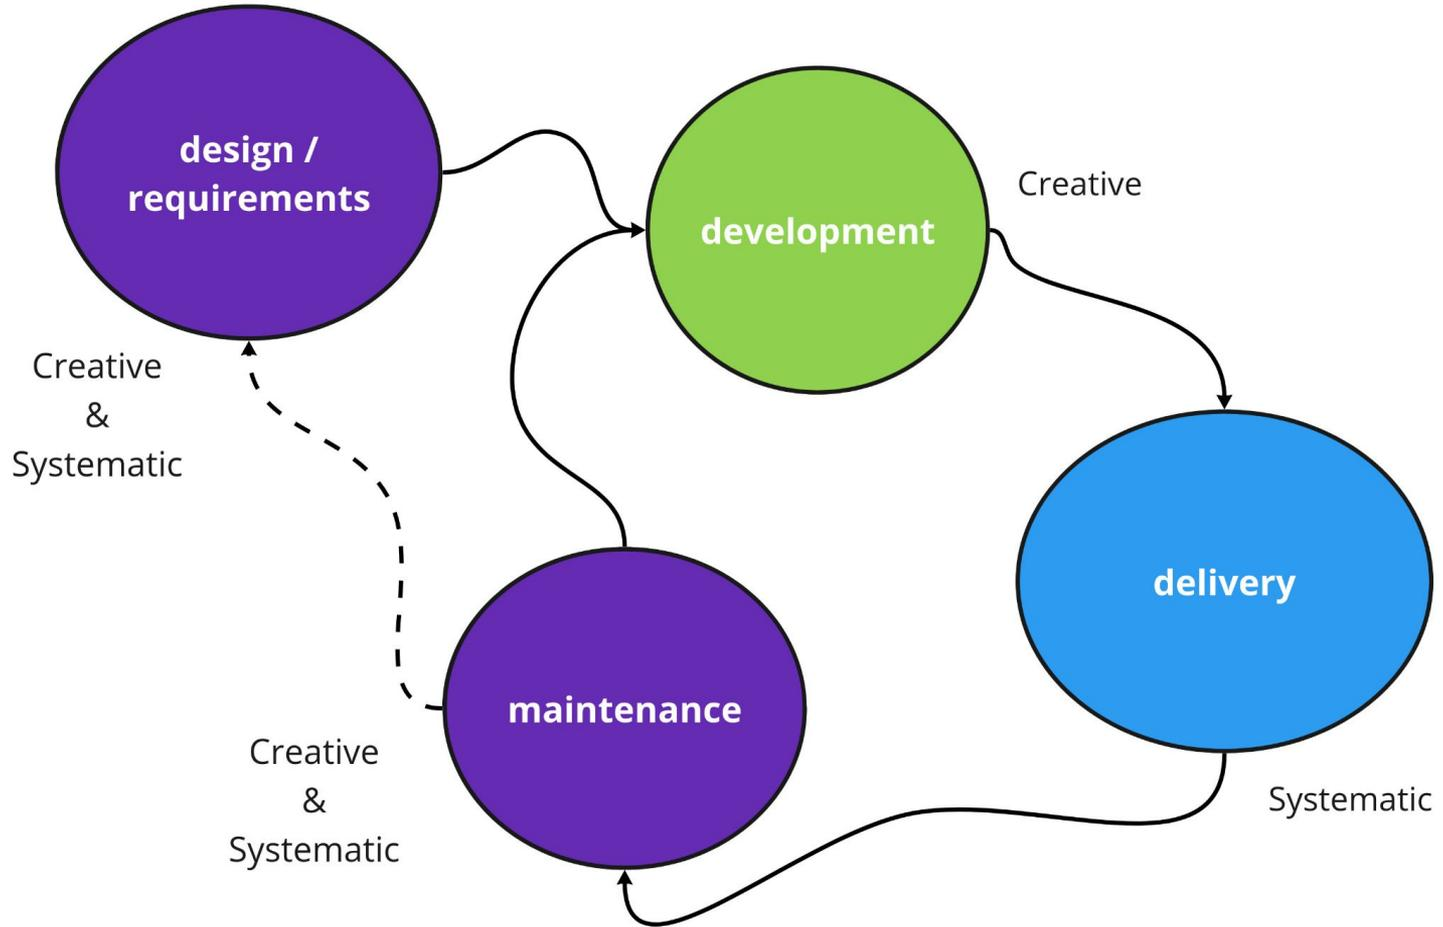 design /
requirements
development
Creative
Creative
&
Systematic
delivery
maintenance
Creative
&
Systematic
Systematic